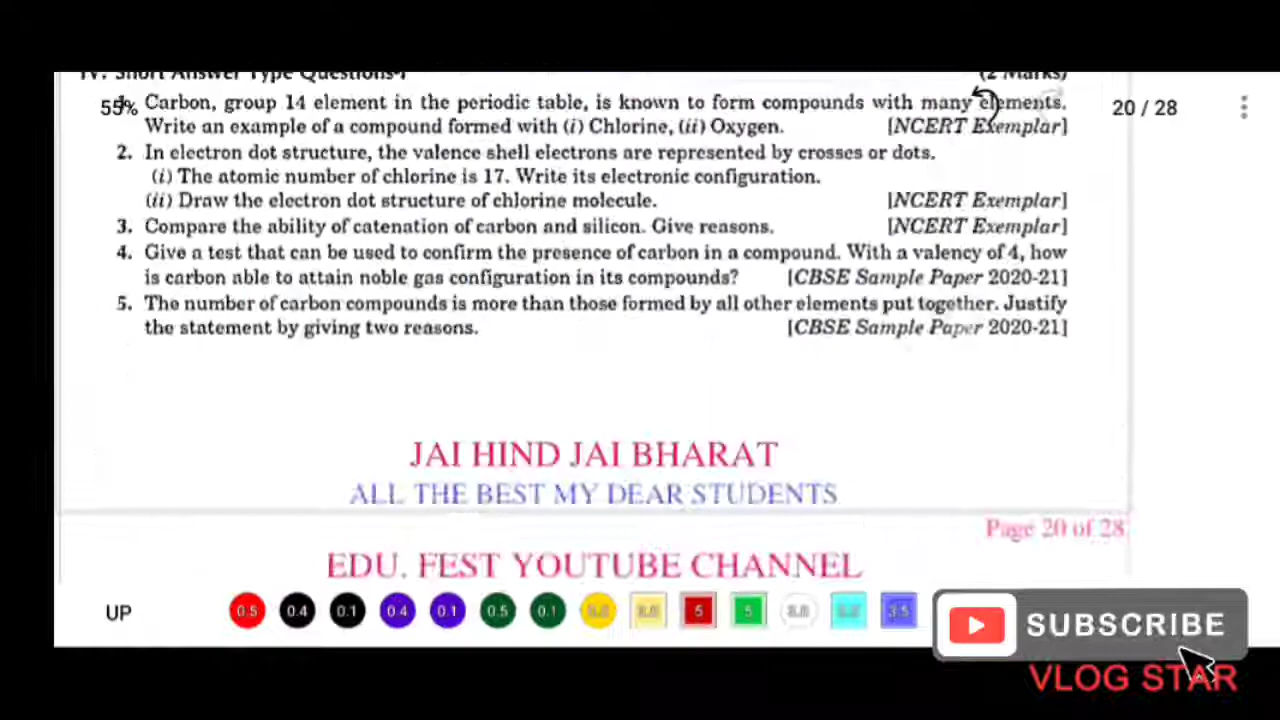 IV. Short Answer Type Questions-I (2 Marks)
55%
1. Carbon, group 14 element in the periodic table, is known to form compounds with many elements.
20 / 28
Write an example of a compound formed with (i) Chlorine, (ii) Oxygen. [NCERT Exemplar]
2. In electron dot structure, the valence shell electrons are represented by crosses or dots.
(i) The atomic number of chlorine is 17. Write its electronic configuration.
(ii) Draw the electron dot structure of chlorine molecule. [NCERT Exemplar]
3. Compare the ability of catenation of carbon and silicon. Give reasons. [NCERT Exemplar]
4. Give a test that can be used to confirm the presence of carbon in a compound. With a valency of 4, how
is carbon able to attain noble gas configuration in its compounds? [CBSE Sample Paper 2020-21]
5. The number of carbon compounds is more than those formed by all other elements put together. Justify
the statement by giving two reasons. [CBSE Sample Paper 2020-21]
JAI HIND JAI BHARAT
ALL THE BEST MY DEAR STUDENTS
Page 20 of 28
EDU. FEST YOUTUBE CHANNEL
UP 0.5 0.4 0.1 0.4 0.1 0.5 0.1 5 5 3.5
SUBSCRIBE
VLOG STAR